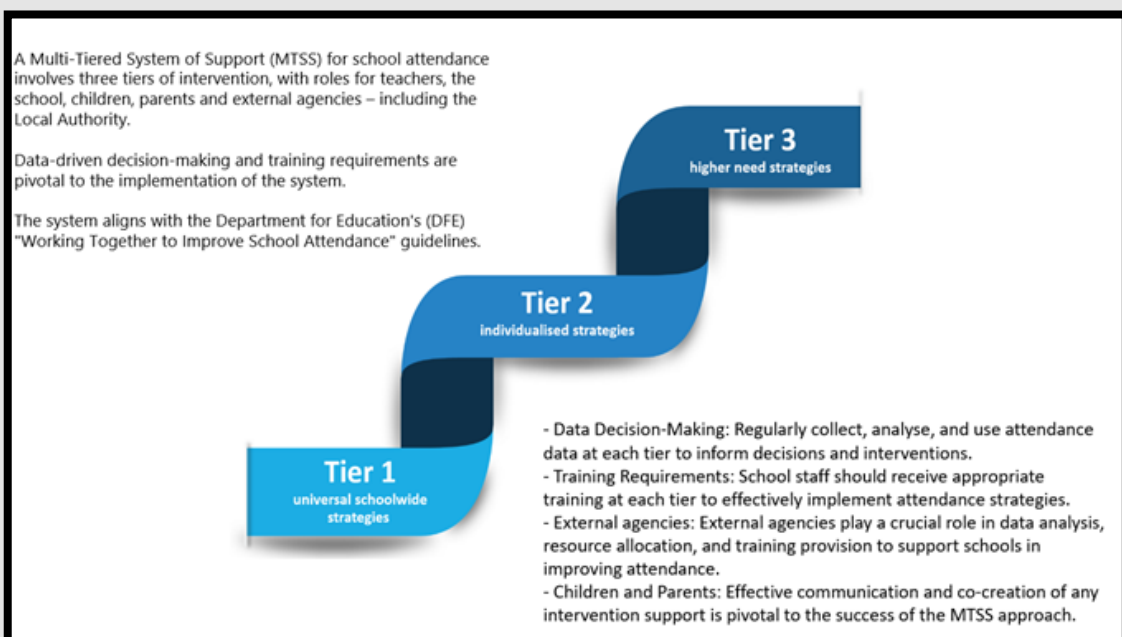 A Multi-Tiered System of Support (MTSS) for school attendance
involves three tiers of intervention, with roles for teachers, the
school, children, parents and external agencies – including the
Local Authority.
Data-driven decision-making and training requirements are
pivotal to the implementation of the system.
The system aligns with the Department for Education's (DFE)
"Working Together to Improve School Attendance" guidelines.
Tier 3
higher need strategies
Tier 2
individualised strategies
Tier 1
universal schoolwide
strategies
- Data Decision-Making: Regularly collect, analyse, and use attendance
data at each tier to inform decisions and interventions.
- Training Requirements: School staff should receive appropriate
training at each tier to effectively implement attendance strategies.
- External agencies: External agencies play a crucial role in data analysis,
resource allocation, and training provision to support schools in
improving attendance.
- Children and Parents: Effective communication and co-creation of any
intervention support is pivotal to the success of the MTSS approach.